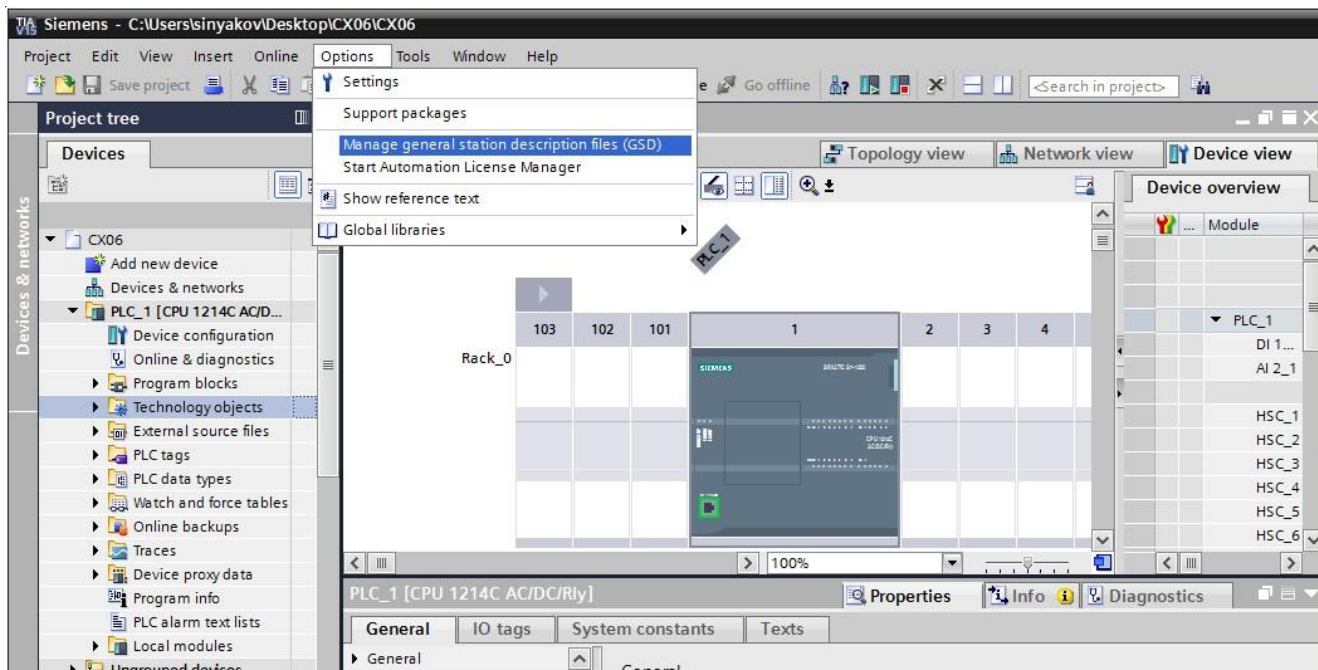 TIA V15 Siemens - C:\Users\sinyakov\Desktop\CX06\CX06
Project Edit View Insert Online Options Tools Window Help
Save project
e Go offline
<Search in project>
Settings
Support packages
Manage general station description files (GSD)
Start Automation License Manager
Show reference text
Global libraries
Project tree
Devices
Devices & networks
CX06
Add new device
Devices & networks
PLC_1 [CPU 1214C AC/D...
Device configuration
Online & diagnostics
Program blocks
Technology objects
External source files
PLC tags
PLC data types
Watch and force tables
Online backups
Traces
Device proxy data
Program info
PLC alarm text lists
Local modules
Ungrouped devices
Topology view Network view Device view
PLC_1
103 102 101 1 2 3 4
Rack_0
SIEMENS
100%
Device overview
... Module
PLC_1
DI 1...
AI 2_1
HSC_1
HSC_2
HSC_3
HSC_4
HSC_5
HSC_6
PLC_1 [CPU 1214C AC/DC/Rly]
Properties Info Diagnostics
General IO tags System constants Texts
General
General